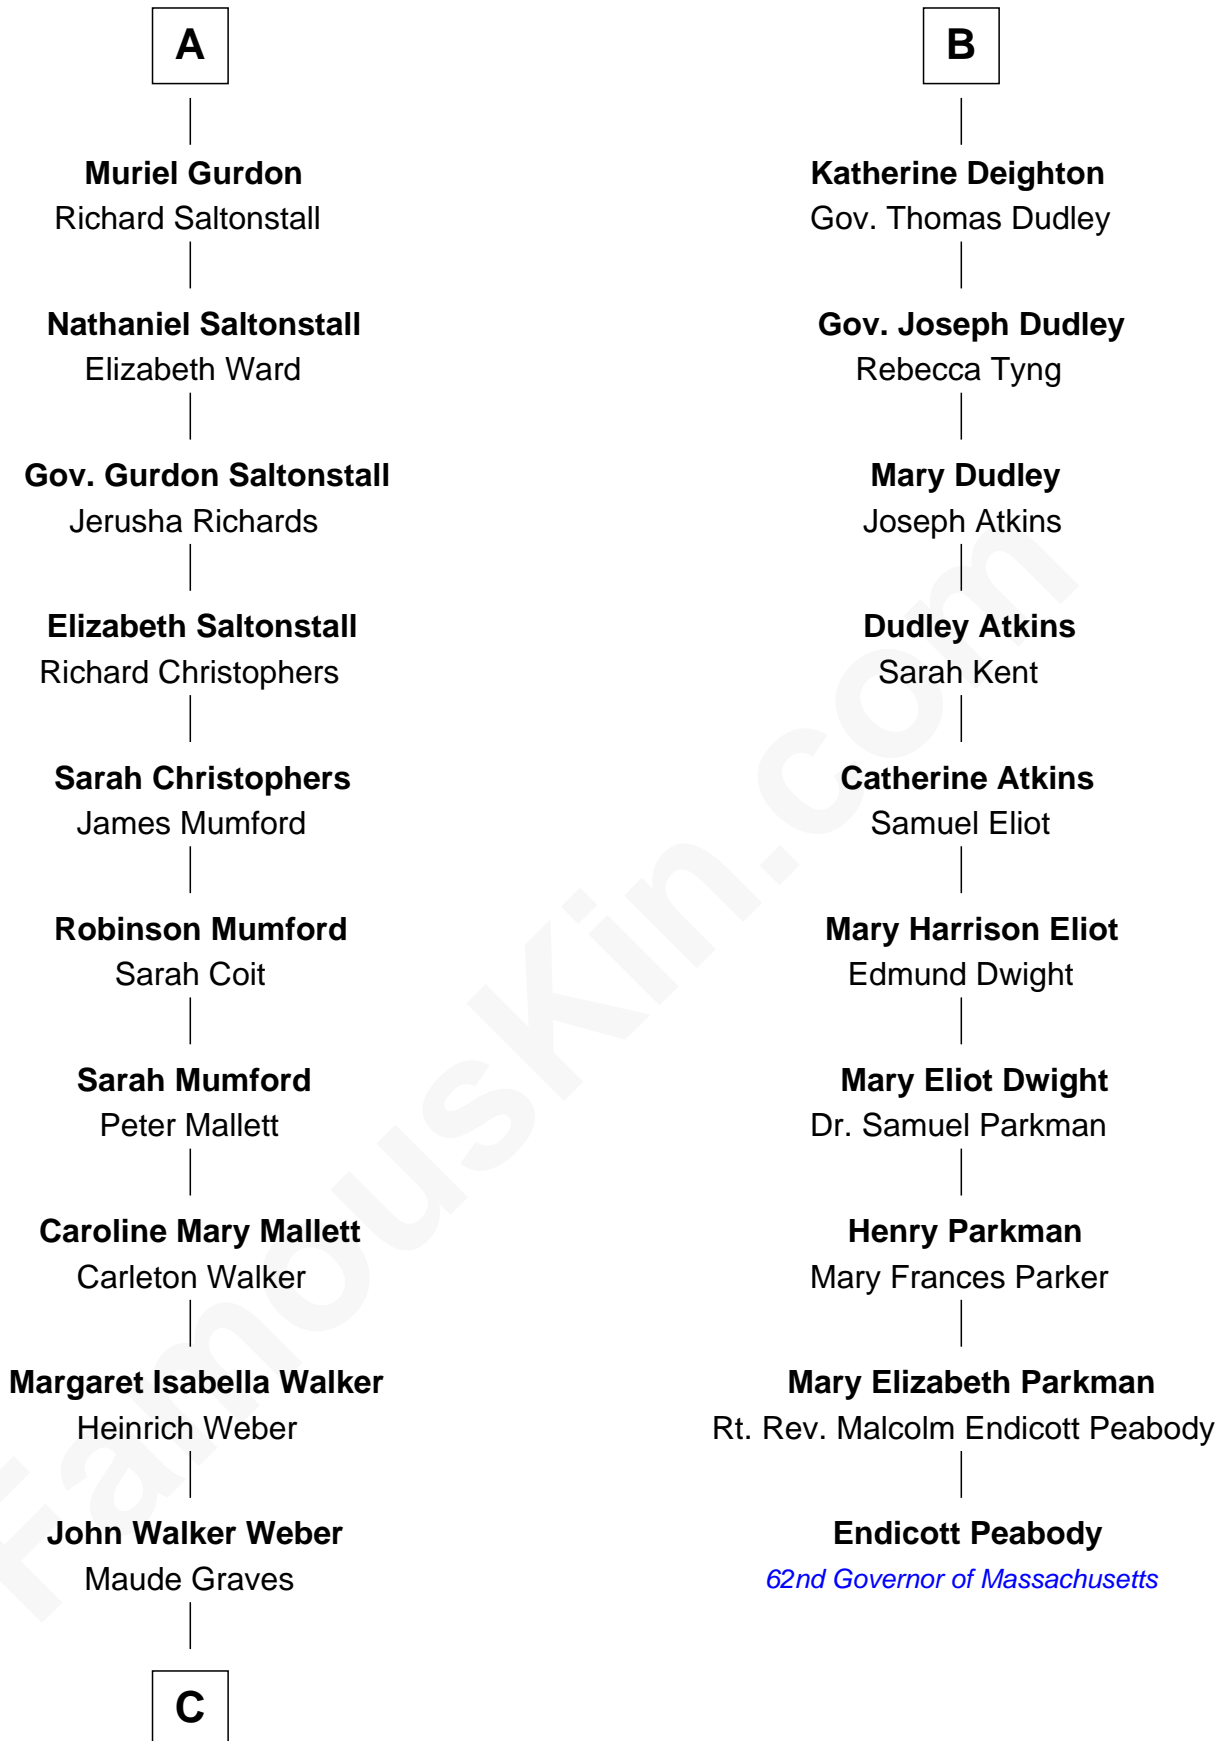 A
Muriel Gurdon
Richard Saltonstall
Nathaniel Saltonstall
Elizabeth Ward
Gov. Gurdon Saltonstall
Jerusha Richards
Elizabeth Saltonstall
Richard Christophers
Sarah Christophers
James Mumford
Robinson Mumford
Sarah Coit
Sarah Mumford
Peter Mallett
Caroline Mary Mallett
Carleton Walker
Margaret Isabella Walker
Heinrich Weber
John Walker Weber
Maude Graves
C
B
Katherine Deighton
Gov. Thomas Dudley
Gov. Joseph Dudley
Rebecca Tyng
Mary Dudley
Joseph Atkins
Dudley Atkins
Sarah Kent
Catherine Atkins
Samuel Eliot
Mary Harrison Eliot
Edmund Dwight
Mary Eliot Dwight
Dr. Samuel Parkman
Henry Parkman
Mary Frances Parker
Mary Elizabeth Parkman
Rt. Rev. Malcolm Endicott Peabody
Endicott Peabody
62nd Governor of Massachusetts
FamousKin.com